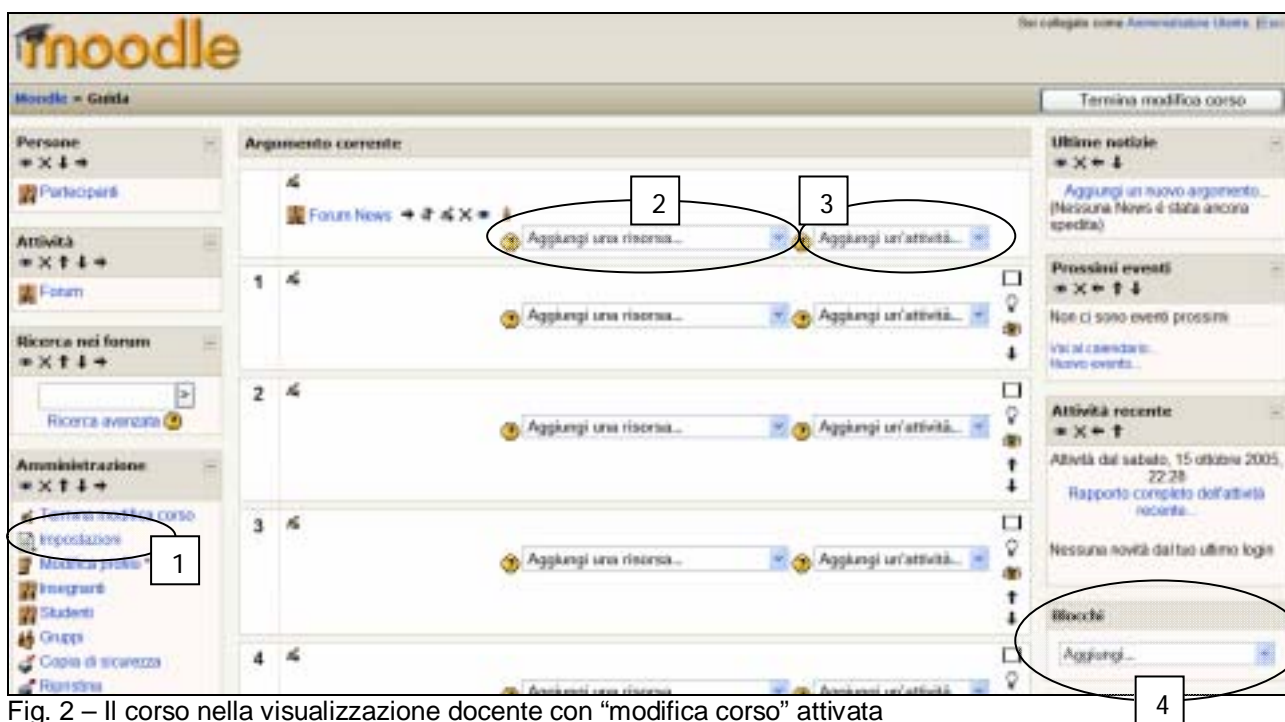 moodle
Sei collegato come Amministratore Utente.
Moodle » Guida
Termina modifica corso
Persone
Partecipanti
Attività
Forum
Ricerca nei forum
>
Ricerca avanzata
Amministrazione
Termina modifica corso
Impostazioni
1
Modifica profilo
Insegnanti
Studenti
Gruppi
Copia di sicurezza
Ripristina
Argomento corrente
Forum News
2
3
Aggiungi una risorsa...
Aggiungi un'attività...
1
Aggiungi una risorsa...
Aggiungi un'attività...
2
Aggiungi una risorsa...
Aggiungi un'attività...
3
Aggiungi una risorsa...
Aggiungi un'attività...
4
Aggiungi una risorsa...
Aggiungi un'attività...
Ultime notizie
Aggiungi un nuovo argomento...
(Nessuna News è stata ancora
spedita)
Prossimi eventi
Non ci sono eventi prossimi
Vai al calendario...
Nuovo evento...
Attività recente
Attività dal sabato, 15 ottobre 2005,
22:28
Rapporto completo dell'attività
recente...
Nessuna novità dal tuo ultimo login
Blocchi
Aggiungi...
4
Fig. 2 – Il corso nella visualizzazione docente con “modifica corso” attivata